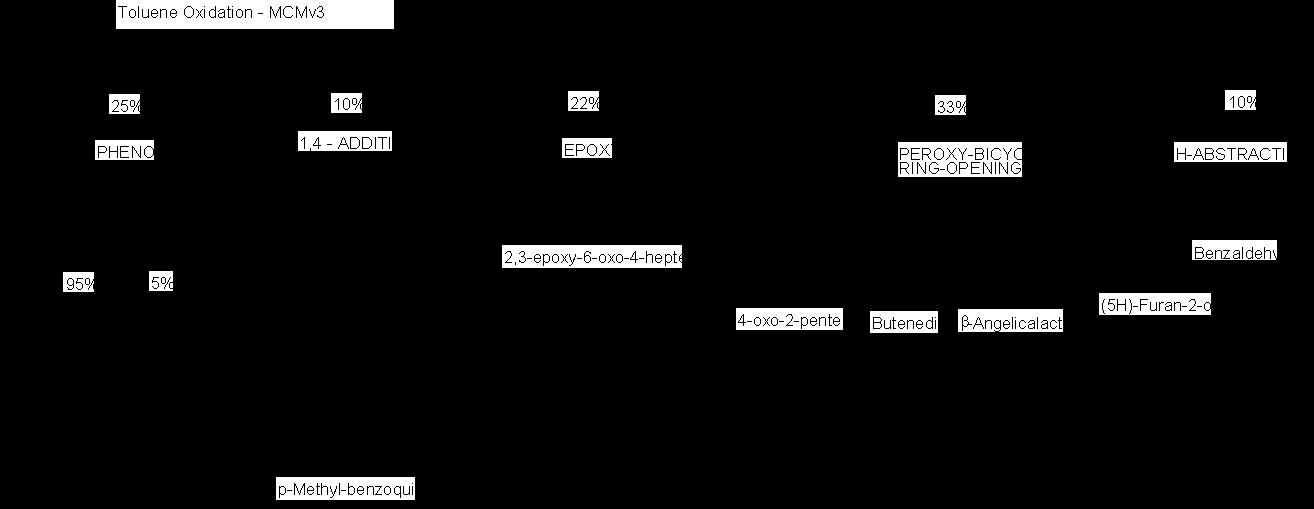 Toluene Oxidation - MCMv3
25%
10%
22%
33%
10%
PHENO
1,4 - ADDITI
EPOXY
PEROXY-BICYC
RING-OPENING
H-ABSTRACTI
2,3-epoxy-6-oxo-4-hepte
Benzaldehy
95%
5%
(5H)-Furan-2-o
4-oxo-2-pente
Butenedi
β-Angelicalact
p-Methyl-benzoqui